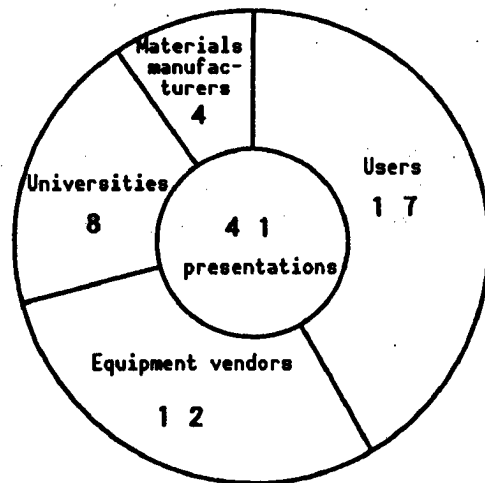 Materials
manufac-
turers
4
Users
1 7
Universities
8
4 1
presentations
Equipment vendors
1 2